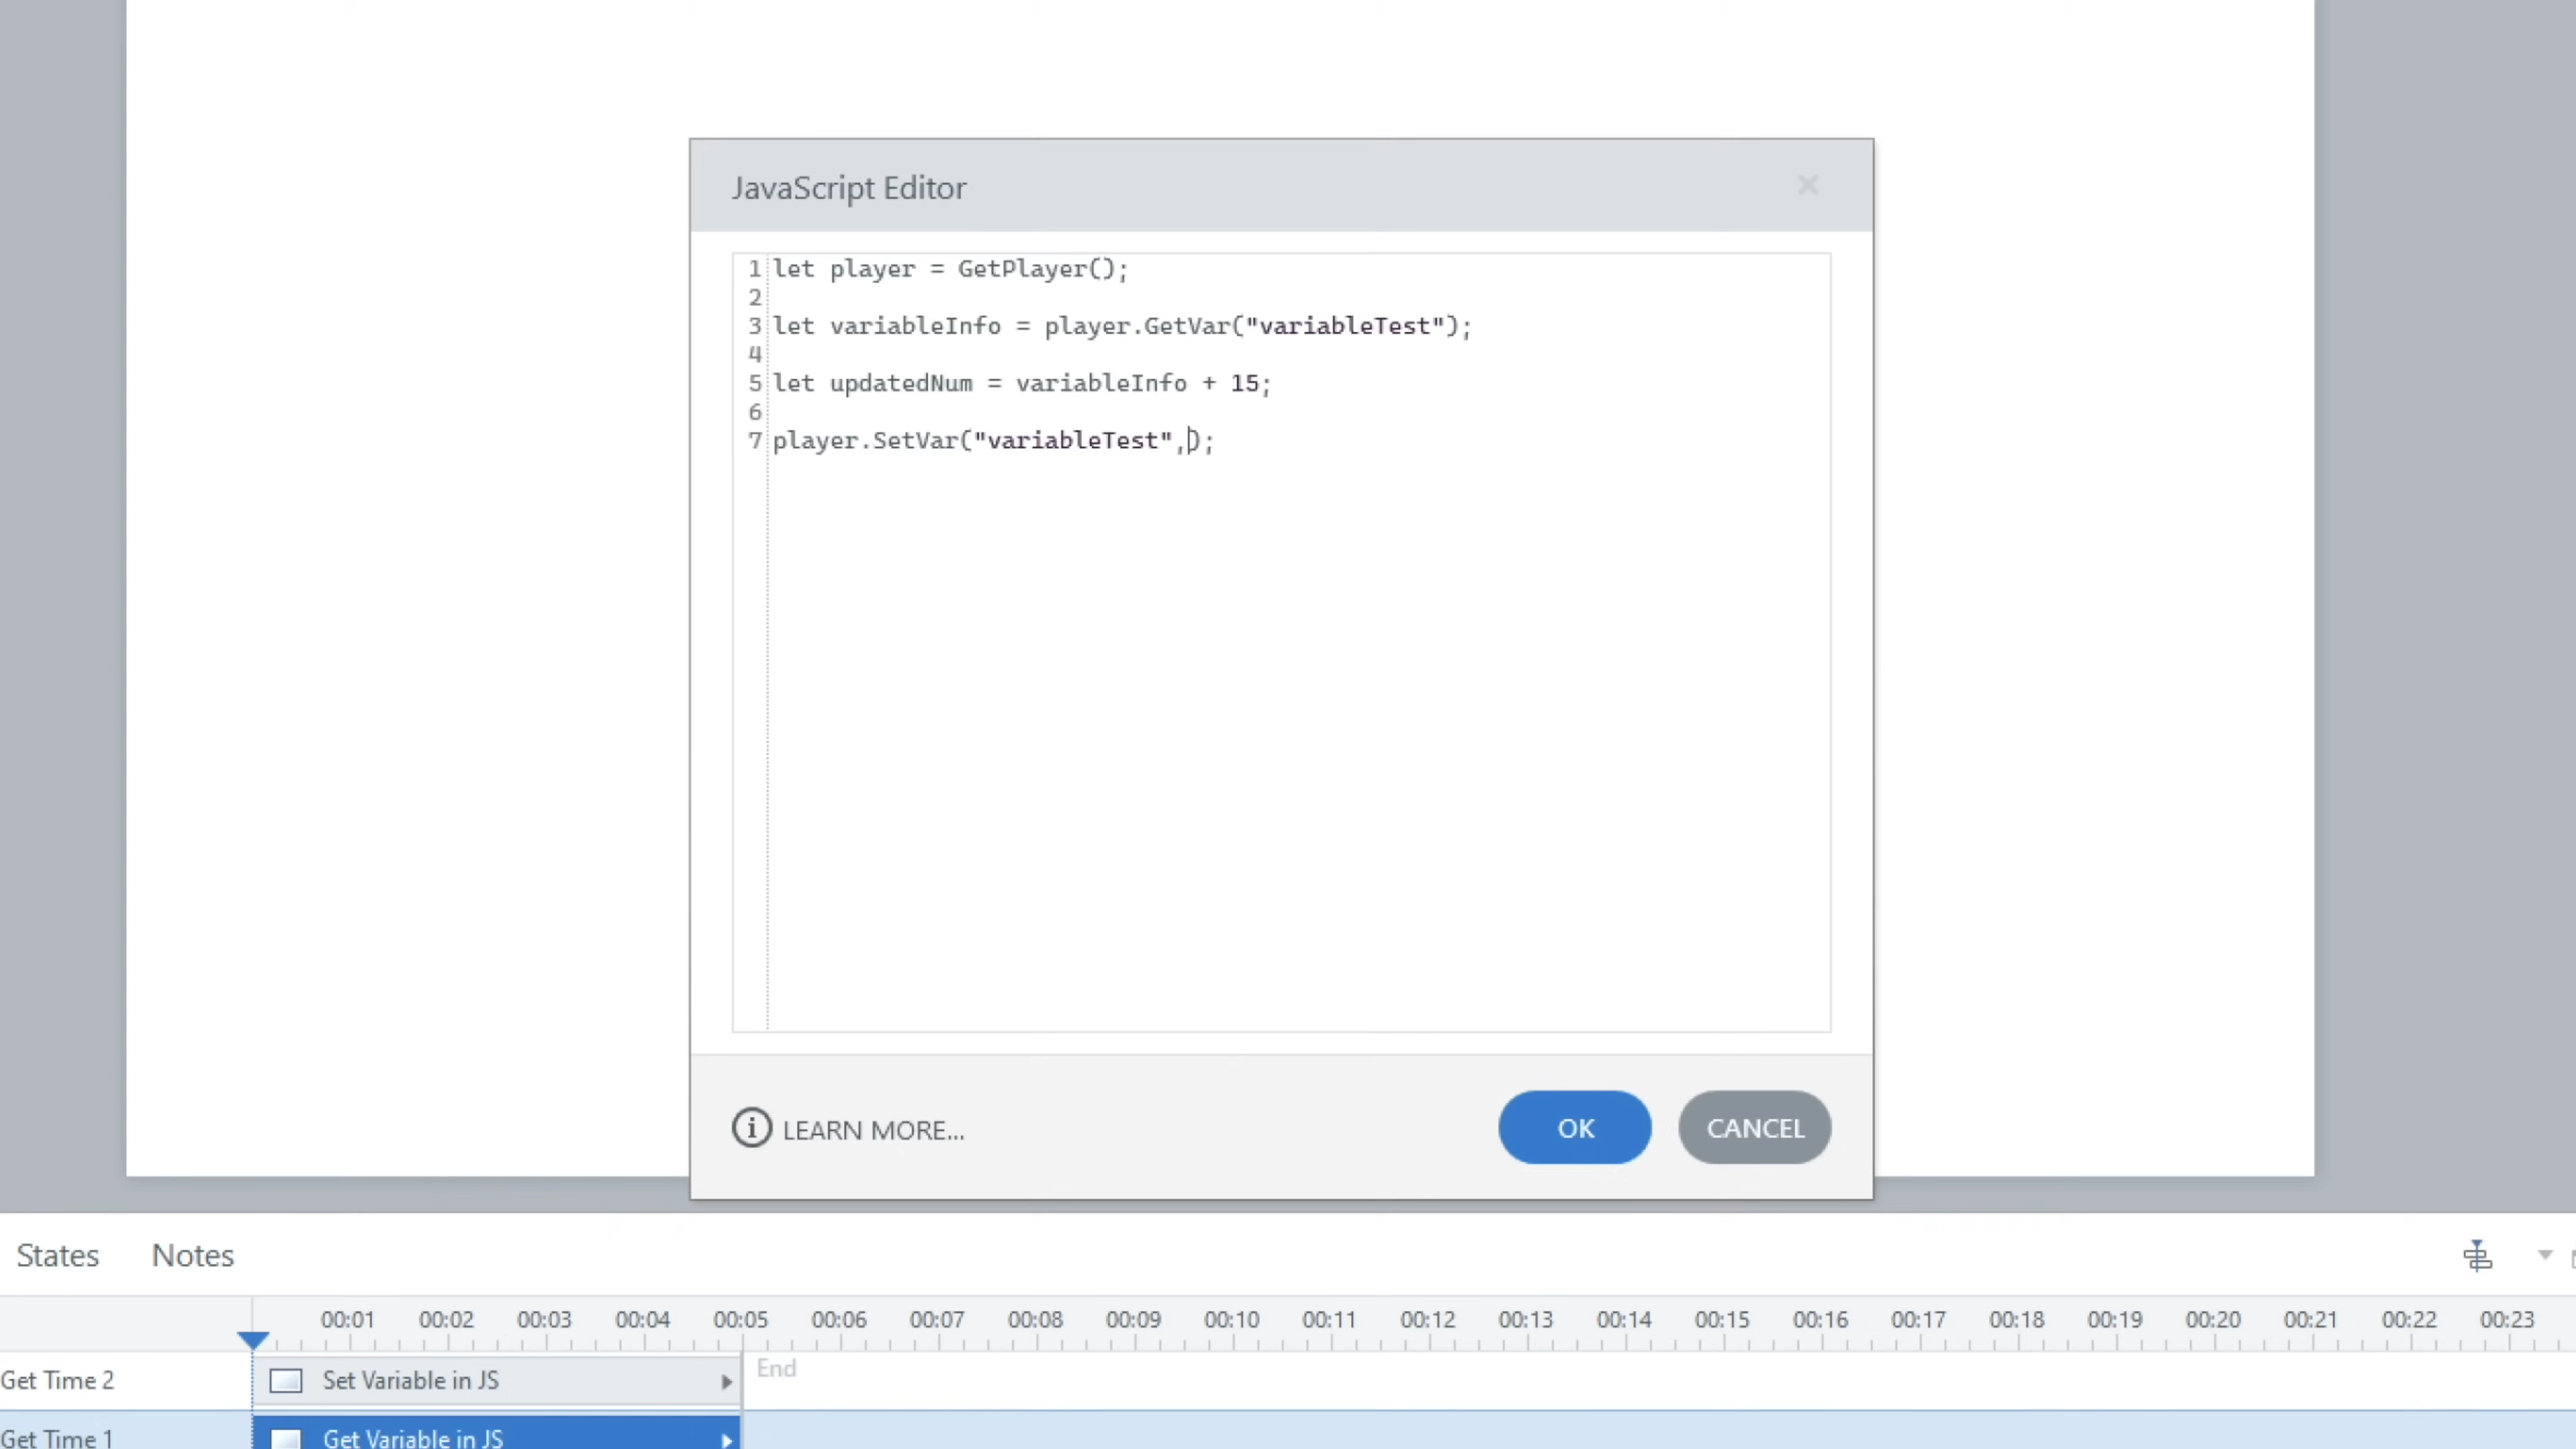 JavaScript Editor
1 let player = GetPlayer();
2
3 let variableInfo = player.GetVar("variableTest");
4
5 let updatedNum = variableInfo + 15;
6
7 player.SetVar("variableTest",);
LEARN MORE...
OK
CANCEL
States Notes
00:01 00:02 00:03 00:04 00:05 00:06 00:07 00:08 00:09 00:10 00:11 00:12 00:13 00:14 00:15 00:16 00:17 00:18 00:19 00:20 00:21 00:22 00:23
Get Time 2 Set Variable in JS End
Get Time 1 Get Variable in JS